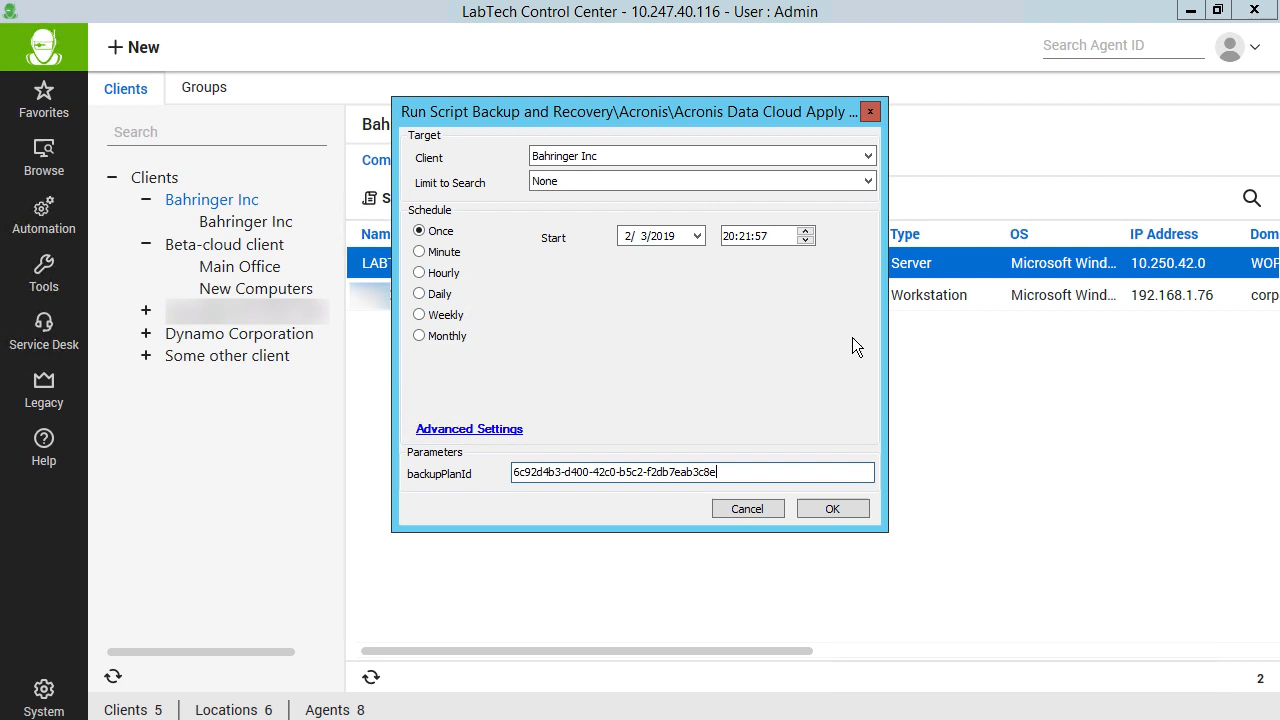 LabTech Control Center - 10.247.40.116 - User : Admin
+ New
Search Agent ID
Favorites
Browse
Automation
Tools
Service Desk
Legacy
Help
System
Clients
Groups
Search
Clients
Bahringer Inc
Bahringer Inc
Beta-cloud client
Main Office
New Computers
Dynamo Corporation
Some other client
Bah
Com
S
Name
Type
OS
IP Address
Dom
LABT
Server
Microsoft Wind...
10.250.42.0
WOP
Workstation
Microsoft Wind...
192.168.1.76
corp
Run Script Backup and Recovery\Acronis\Acronis Data Cloud Apply ...
Target
Client
Bahringer Inc
Limit to Search
None
Schedule
Once
Start
2/ 3/2019
20:21:57
Minute
Hourly
Daily
Weekly
Monthly
Advanced Settings
Parameters
backupPlanId
6c92d4b3-d400-42c0-b5c2-f2db7eab3c8e
Cancel
OK
2
Clients 5
Locations 6
Agents 8